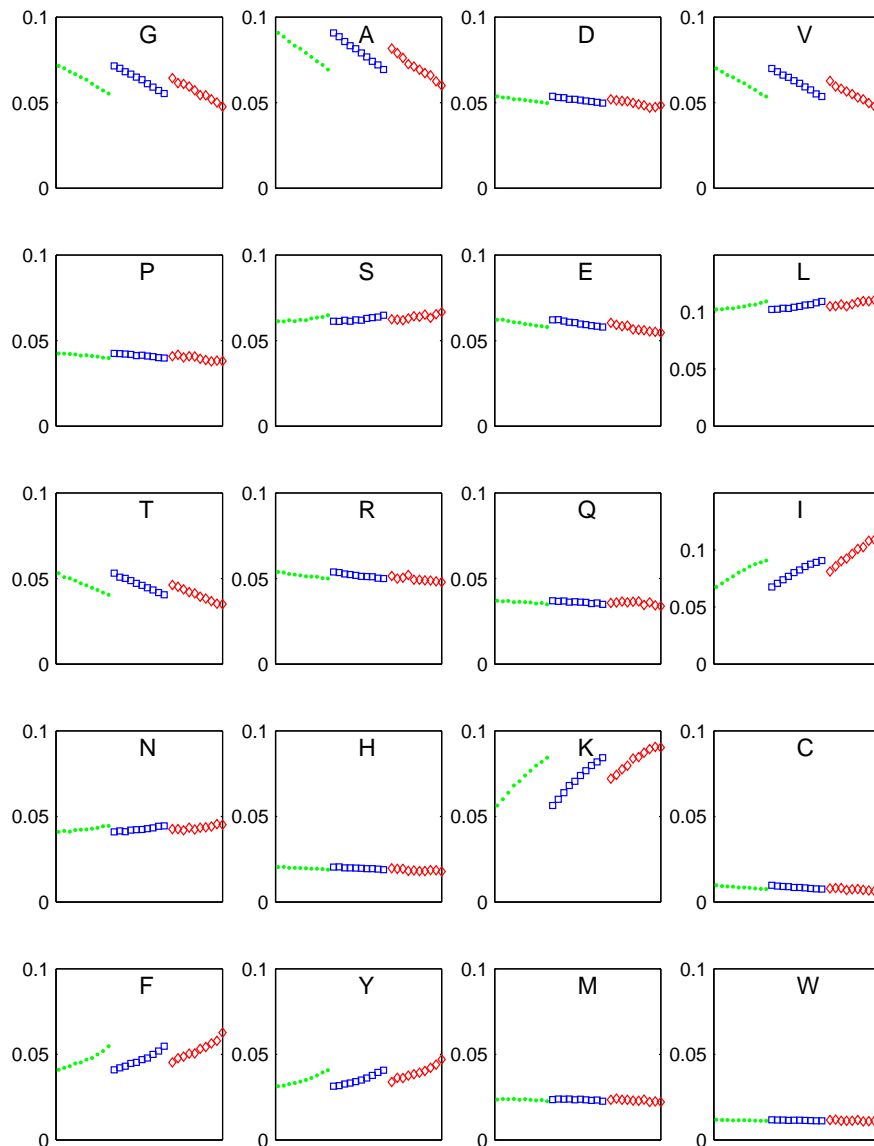 0.1 G A D V
0.05
0
0.1 0.1 0.1
0.05 0.05 0.05
0 0 0
0.1 P 0.1 S 0.1 E L
0.1
0.05 0.05 0.05 0.05
0 0 0 0
0.1 T 0.1 R 0.1 Q I
0.1
0.05 0.05 0.05 0.05
0 0 0 0
0.1 N 0.1 H 0.1 K 0.1 C
0.05 0.05 0.05 0.05
0 0 0 0
0.1 F 0.1 Y 0.1 M 0.1 W
0.05 0.05 0.05 0.05
0 0 0 0